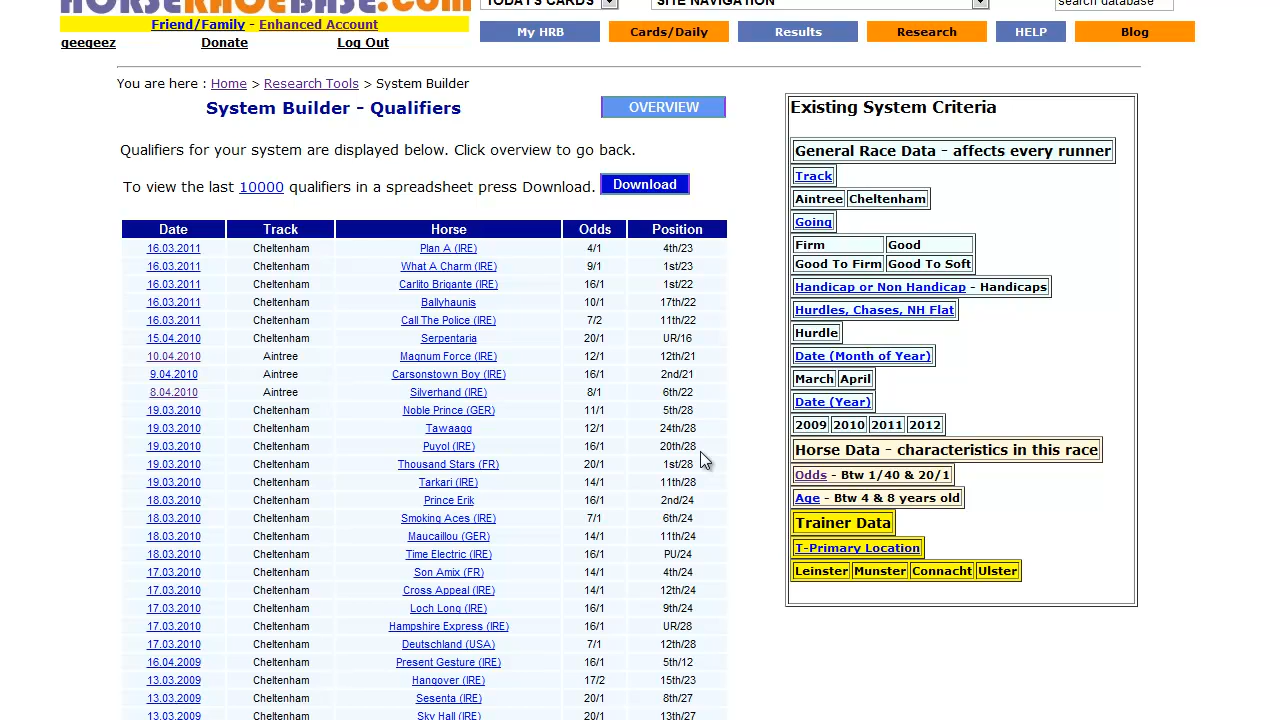 HORSERACEBASE.com
TODAY'S CARDS
SITE NAVIGATION
search database
Friend/Family - Enhanced Account
geegeez Donate Log Out
My HRB Cards/Daily Results Research HELP Blog
You are here : Home > Research Tools > System Builder
System Builder - Qualifiers OVERVIEW
Qualifiers for your system are displayed below. Click overview to go back.
To view the last 10000 qualifiers in a spreadsheet press Download. Download
Date Track Horse Odds Position
16.03.2011 Cheltenham Plan A (IRE) 4/1 4th/23
16.03.2011 Cheltenham What A Charm (IRE) 9/1 1st/23
16.03.2011 Cheltenham Carlito Brigante (IRE) 16/1 1st/22
16.03.2011 Cheltenham Ballyhaunis 10/1 17th/22
16.03.2011 Cheltenham Call The Police (IRE) 7/2 11th/22
15.04.2010 Cheltenham Serpentaria 20/1 UR/16
10.04.2010 Aintree Magnum Force (IRE) 12/1 12th/21
9.04.2010 Aintree Carsonstown Boy (IRE) 16/1 2nd/21
8.04.2010 Aintree Silverhand (IRE) 8/1 6th/22
19.03.2010 Cheltenham Noble Prince (GER) 11/1 5th/28
19.03.2010 Cheltenham Tawaagg 12/1 24th/28
19.03.2010 Cheltenham Puyol (IRE) 16/1 20th/28
19.03.2010 Cheltenham Thousand Stars (FR) 20/1 1st/28
19.03.2010 Cheltenham Tarkari (IRE) 14/1 11th/28
18.03.2010 Cheltenham Prince Erik 16/1 2nd/24
18.03.2010 Cheltenham Smoking Aces (IRE) 7/1 6th/24
18.03.2010 Cheltenham Maucaillou (GER) 14/1 11th/24
18.03.2010 Cheltenham Time Electric (IRE) 16/1 PU/24
17.03.2010 Cheltenham Son Amix (FR) 14/1 4th/24
17.03.2010 Cheltenham Cross Appeal (IRE) 14/1 12th/24
17.03.2010 Cheltenham Loch Long (IRE) 16/1 9th/24
17.03.2010 Cheltenham Hampshire Express (IRE) 16/1 UR/28
17.03.2010 Cheltenham Deutschland (USA) 7/1 12th/28
16.04.2009 Cheltenham Present Gesture (IRE) 16/1 5th/12
13.03.2009 Cheltenham Hangover (IRE) 17/2 15th/23
13.03.2009 Cheltenham Sesenta (IRE) 20/1 8th/27
13.03.2009 Cheltenham Sky Hall (IRE) 20/1 13th/27
Existing System Criteria
General Race Data - affects every runner
Track
Aintree Cheltenham
Going
Firm Good
Good To Firm Good To Soft
Handicap or Non Handicap - Handicaps
Hurdles, Chases, NH Flat
Hurdle
Date (Month of Year)
March April
Date (Year)
2009 2010 2011 2012
Horse Data - characteristics in this race
Odds - Btw 1/40 & 20/1
Age - Btw 4 & 8 years old
Trainer Data
T-Primary Location
Leinster Munster Connacht Ulster